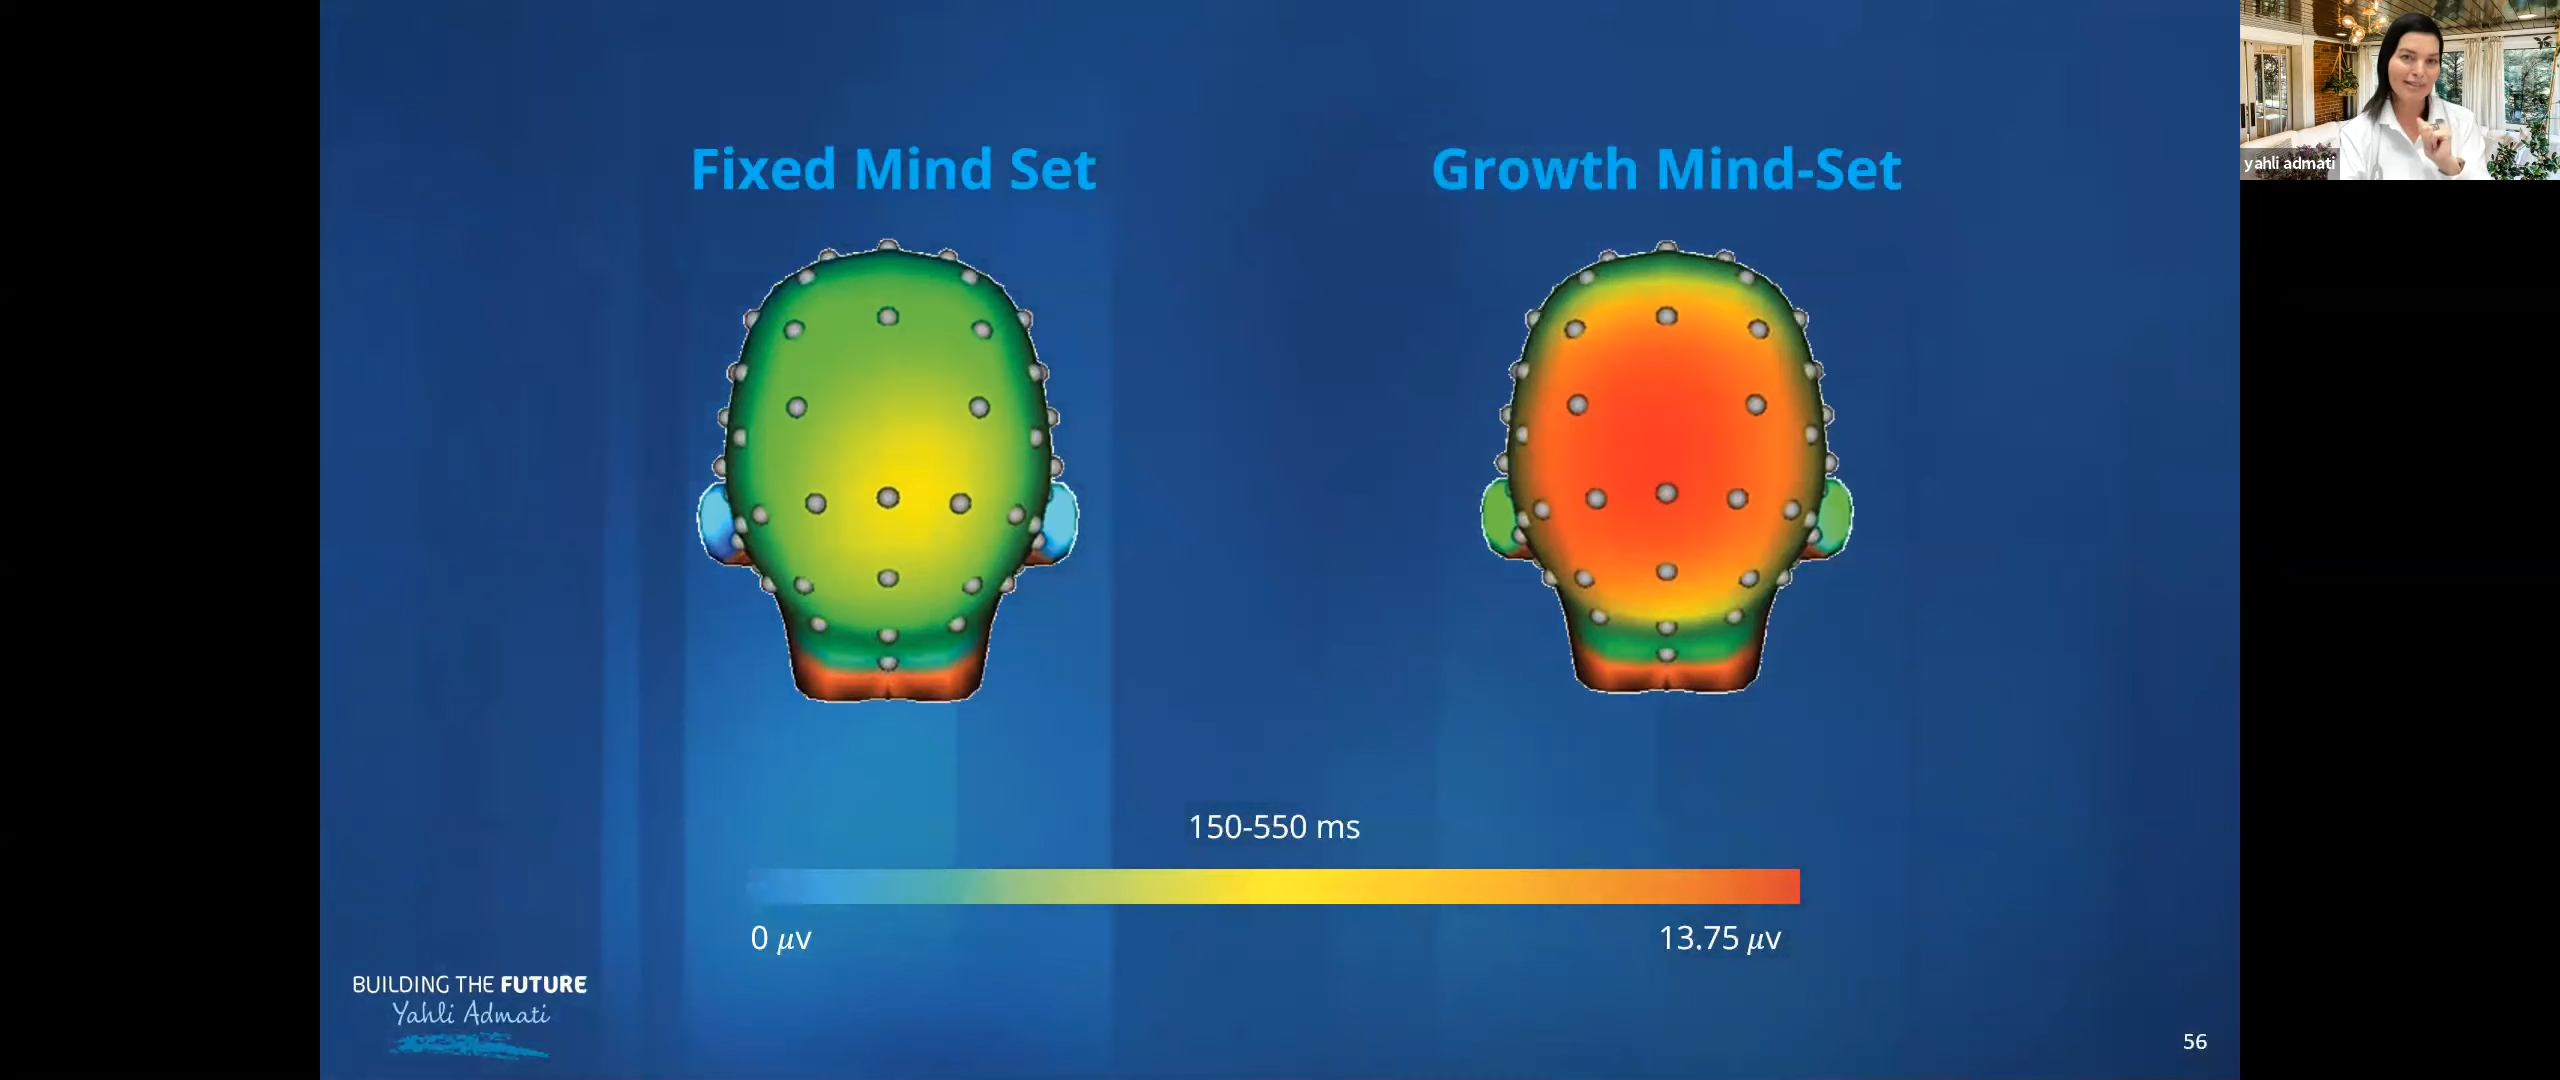 Fixed Mind Set
Growth Mind-Set
yahli admati
150-550 ms
0 μv
13.75 μv
BUILDING THE FUTURE
Yahli Admati
56